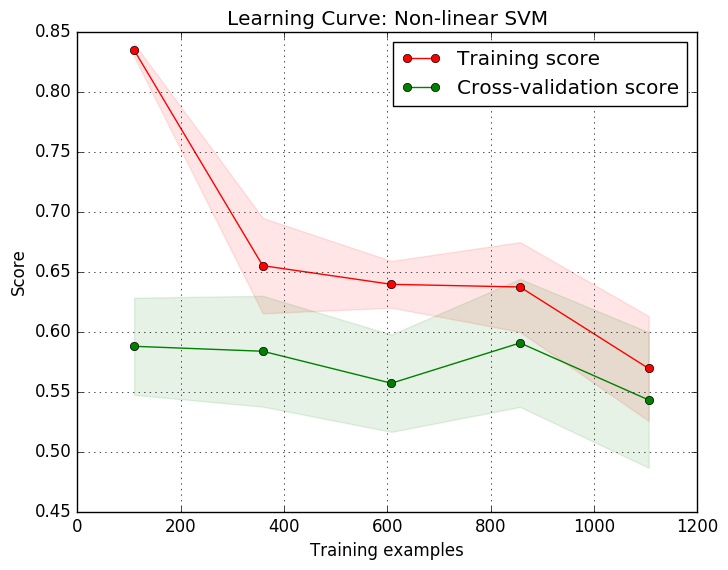 Learning Curve: Non-linear SVM
Training score
Cross-validation score
0.85
0.80
0.75
0.70
0.65
0.60
0.55
0.50
0.45
Score
0 200 400 600 800 1000 1200
Training examples